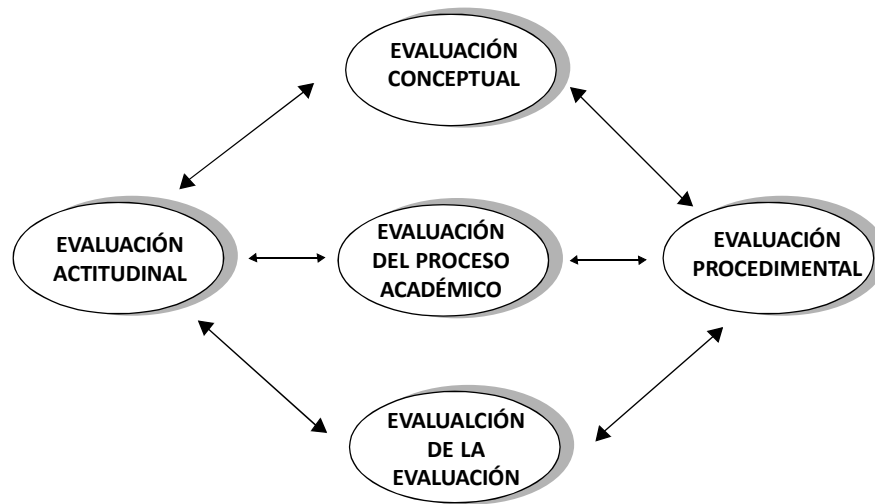 EVALUACIÓN
CONCEPTUAL
EVALUACIÓN
ACTITUDINAL
EVALUACIÓN
DEL PROCESO
ACADÉMICO
EVALUACIÓN
PROCEDIMENTAL
EVALUALCIÓN
DE LA
EVALUACIÓN